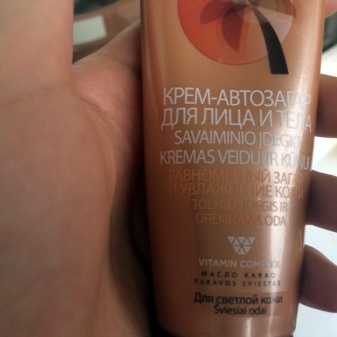 КРЕМ-АВТОЗАГАР
ДЛЯ ЛИЦА И ТЕЛА
SAVAIMINIO ĮDEGIO
KREMAS VEIDUI IR KŪNUI
РАВНОМЕРНЫЙ ЗАГАР
И УВЛАЖНЕНИЕ КОЖИ
TOLYGUS ĮDEGIS IR
DRĖKINAMA ODA
VITAMIN COMPLEX
МАСЛО КАКАО
KAKAVOS SVIESTAS
Для светлой кожи
Šviesiai odai